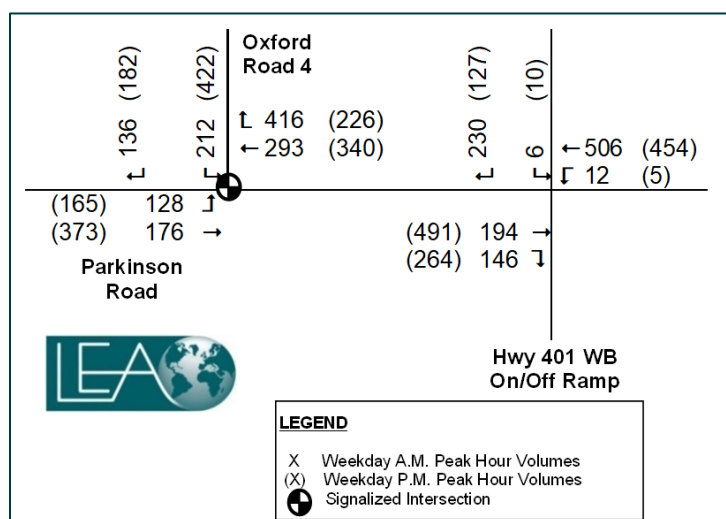 Oxford
Road 4
136 (182)
212 (422)
416 (226)
293 (340)
230 (127)
6 (10)
506 (454)
12 (5)
(165) 128
(373) 176
(491) 194
(264) 146
Parkinson
Road
LEA
Hwy 401 WB
On/Off Ramp
LEGEND
X Weekday A.M. Peak Hour Volumes
(X) Weekday P.M. Peak Hour Volumes
Signalized Intersection